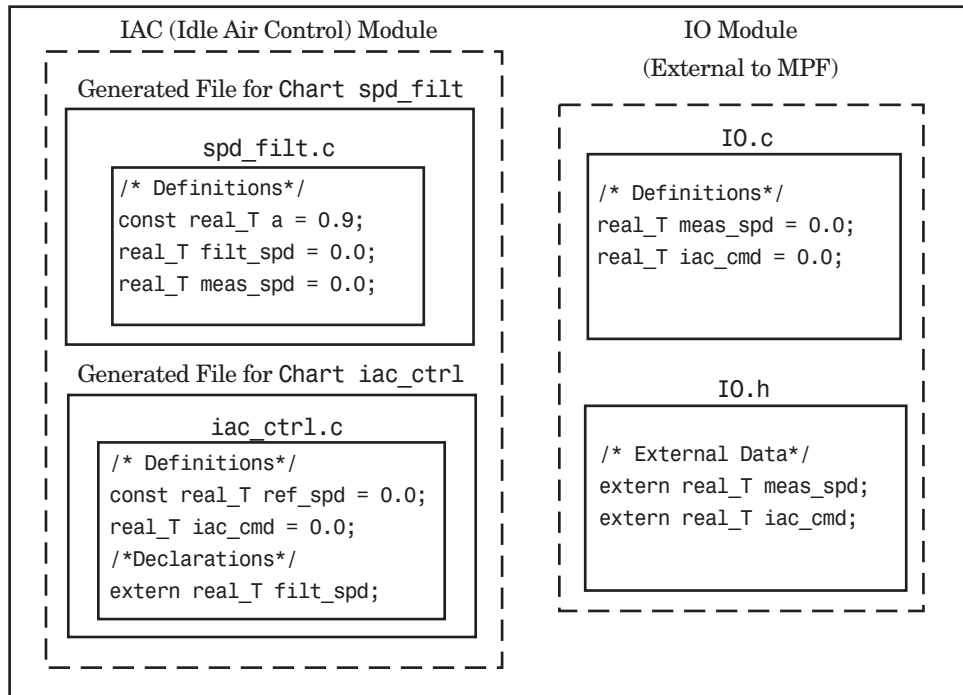 IAC (Idle Air Control) Module
Generated File for Chart spd_filt
spd_filt.c
/* Definitions*/
const real_T a = 0.9;
real_T filt_spd = 0.0;
real_T meas_spd = 0.0;
Generated File for Chart iac_ctrl
iac_ctrl.c
/* Definitions*/
const real_T ref_spd = 0.0;
real_T iac_cmd = 0.0;
/*Declarations*/
extern real_T filt_spd;
IO Module
(External to MPF)
IO.c
/* Definitions*/
real_T meas_spd = 0.0;
real_T iac_cmd = 0.0;
IO.h
/* External Data*/
extern real_T meas_spd;
extern real_T iac_cmd;